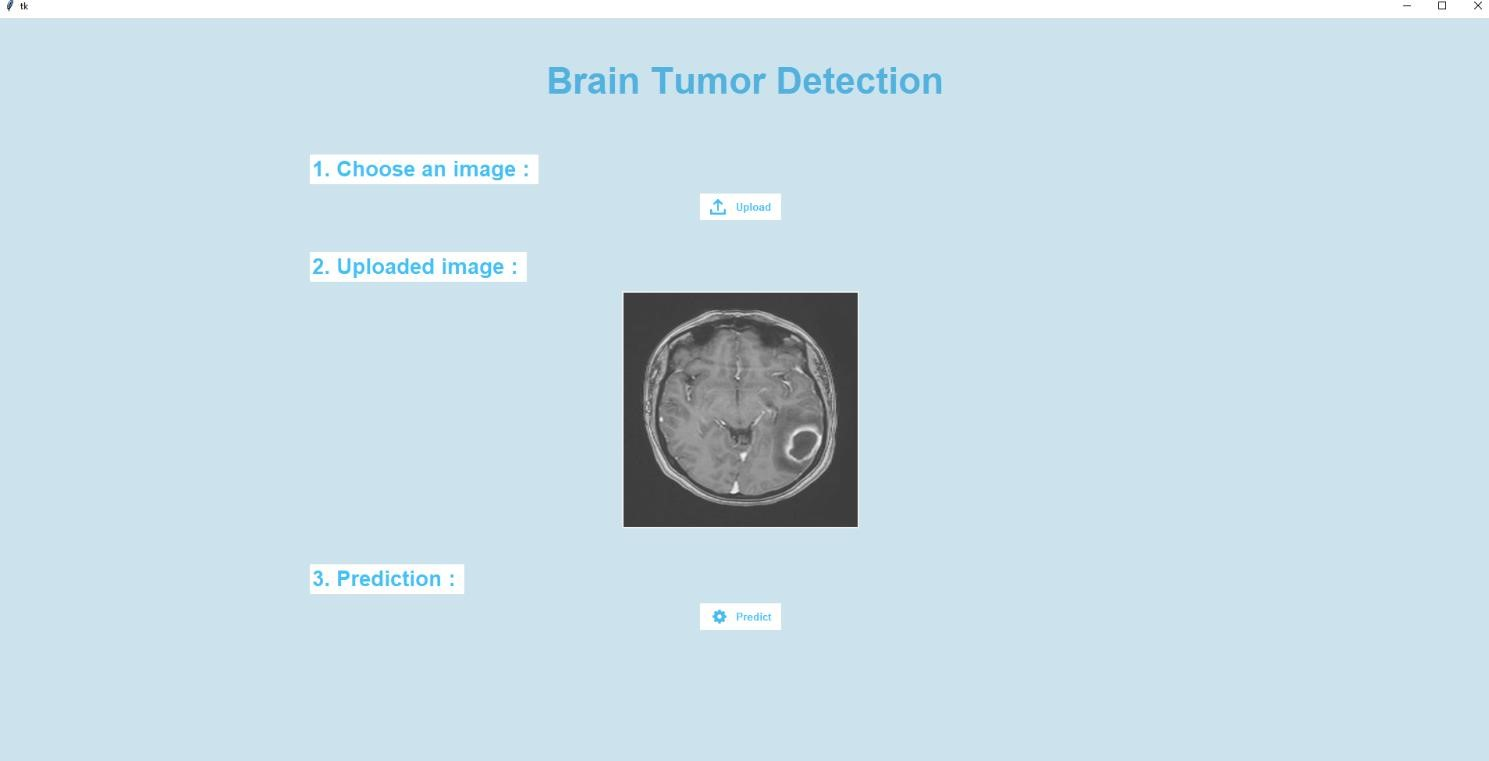 tk
Brain Tumor Detection
1. Choose an image :
Upload
2. Uploaded image :
3. Prediction :
Predict